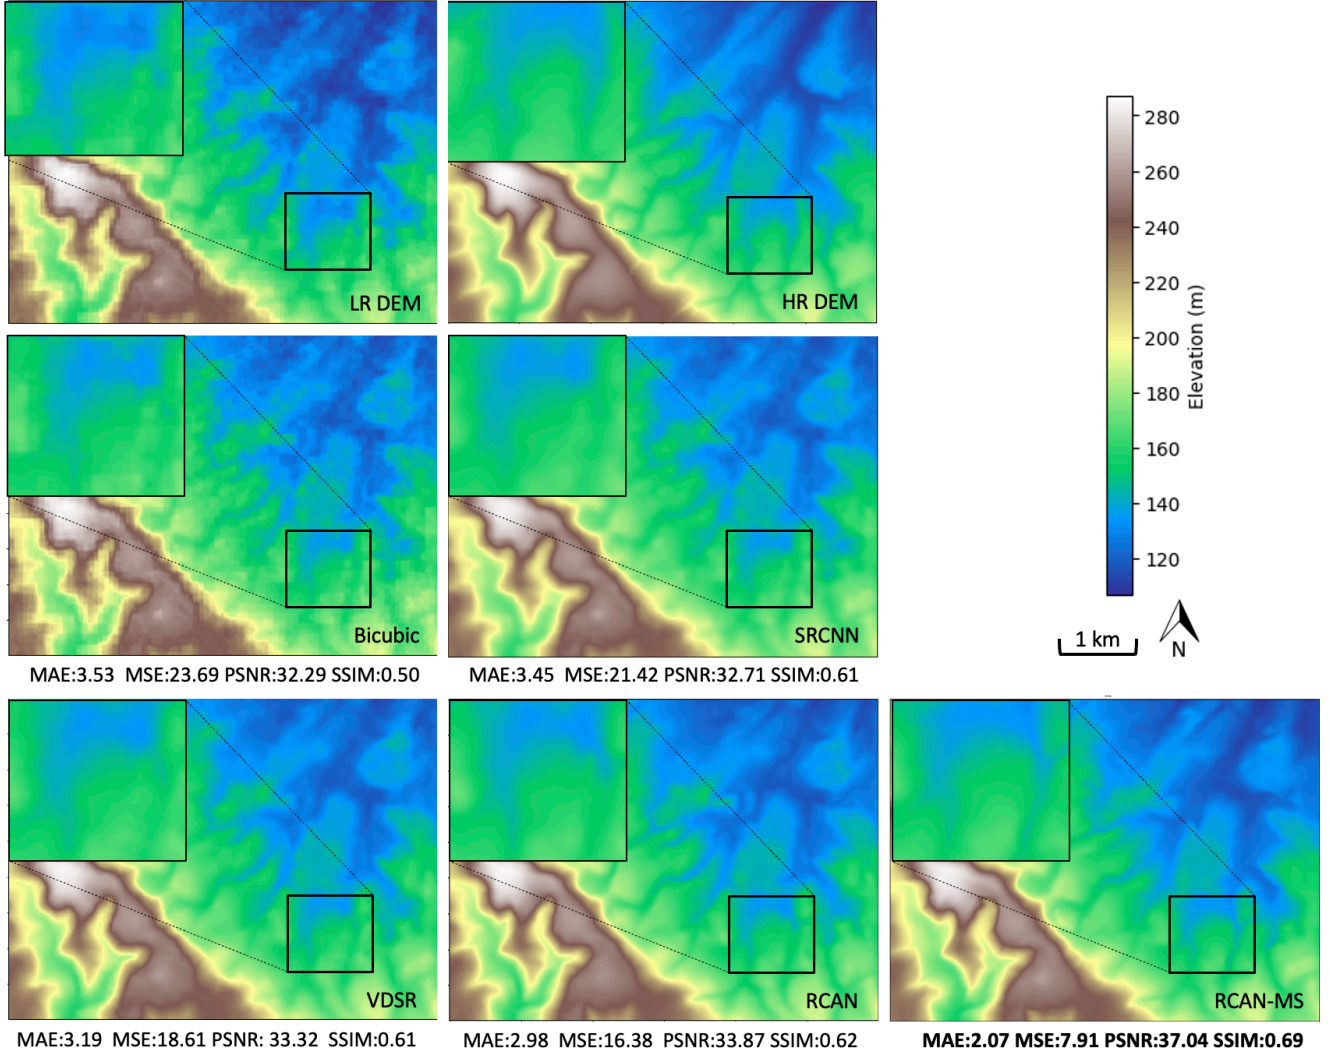 LR DEM
HR DEM
280
260
240
220
200
180
160
140
120
Elevation (m)
1 km
N
Bicubic
SRCNN
MAE:3.53 MSE:23.69 PSNR:32.29 SSIM:0.50
MAE:3.45 MSE:21.42 PSNR:32.71 SSIM:0.61
VDSR
RCAN
RCAN-MS
MAE:3.19 MSE:18.61 PSNR: 33.32 SSIM:0.61
MAE:2.98 MSE:16.38 PSNR:33.87 SSIM:0.62
MAE:2.07 MSE:7.91 PSNR:37.04 SSIM:0.69